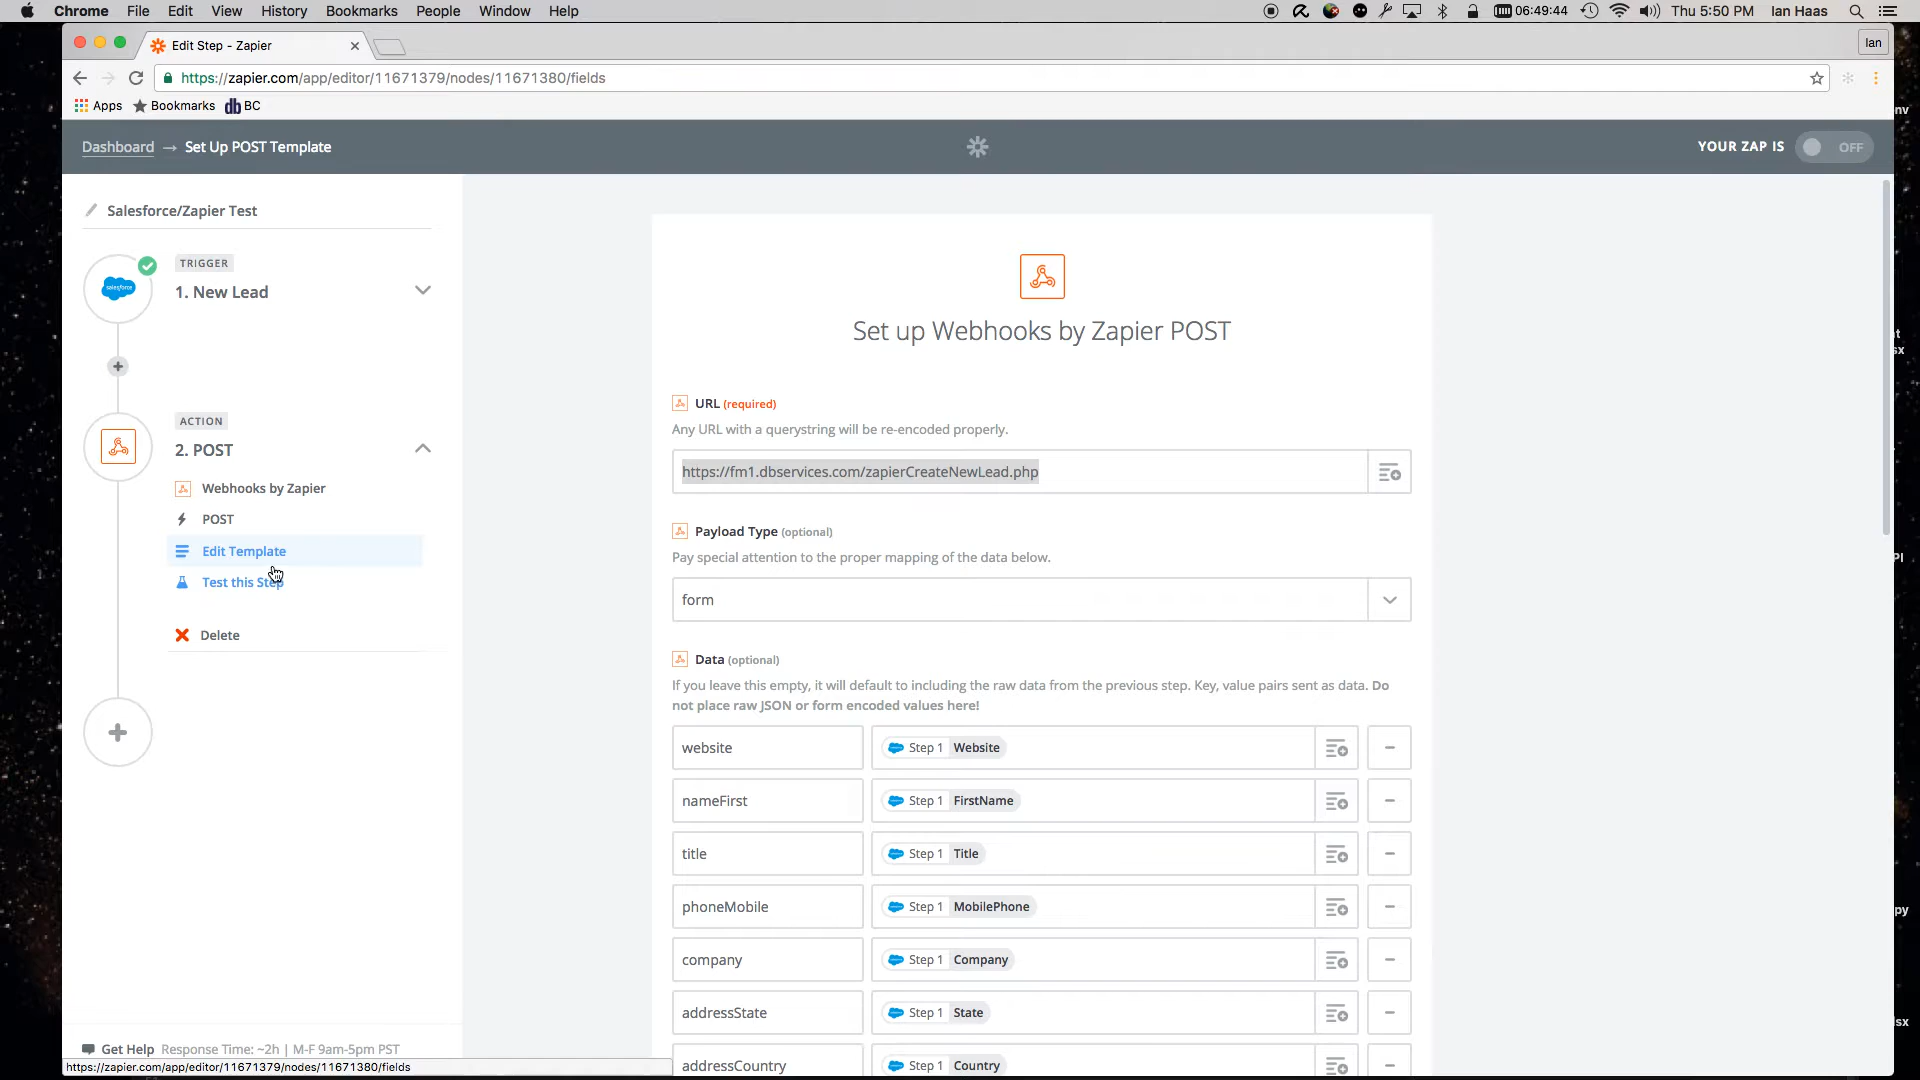 Chrome File Edit View History Bookmarks People Window Help 06:49:44 Thu 5:50 PM Ian Haas
Edit Step - Zapier
Ian
https://zapier.com/app/editor/11671379/nodes/11671380/fields
Apps Bookmarks db BC
Dashboard → Set Up POST Template YOUR ZAP IS OFF
Salesforce/Zapier Test
TRIGGER
salesforce
1. New Lead
ACTION
2. POST
Webhooks by Zapier
POST
Edit Template
Test this Step
Delete
Get Help Response Time: ~2h | M-F 9am-5pm PST
https://zapier.com/app/editor/11671379/nodes/11671380/fields
Set up Webhooks by Zapier POST
URL (required)
Any URL with a querystring will be re-encoded properly.
https://fm1.dbservices.com/zapierCreateNewLead.php
Payload Type (optional)
Pay special attention to the proper mapping of the data below.
form
Data (optional)
If you leave this empty, it will default to including the raw data from the previous step. Key, value pairs sent as data. Do
not place raw JSON or form encoded values here!
website Step 1 Website
nameFirst Step 1 FirstName
title Step 1 Title
phoneMobile Step 1 MobilePhone
company Step 1 Company
addressState Step 1 State
addressCountry Step 1 Country